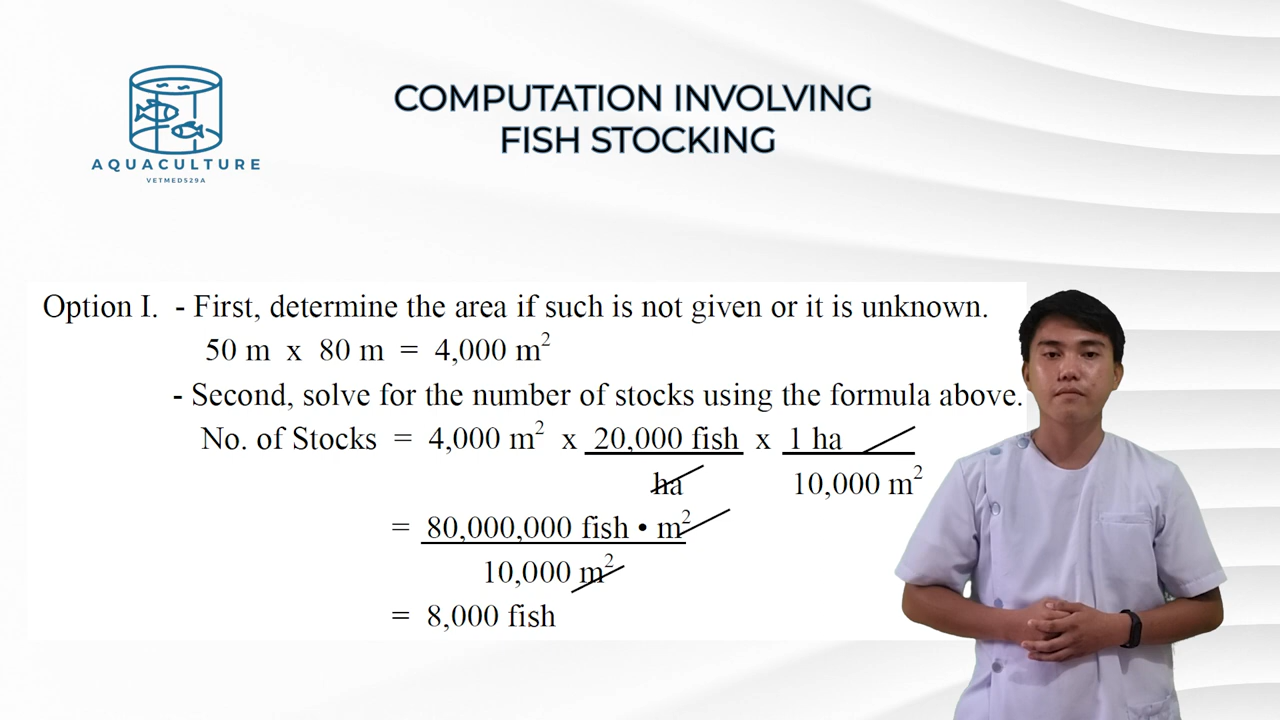 AQUACULTURE
VETMEDS29A
COMPUTATION INVOLVING
FISH STOCKING
Option I. - First, determine the area if such is not given or it is unknown.
50 m x 80 m = 4,000 m²
- Second, solve for the number of stocks using the formula above.
No. of Stocks = 4,000 m² x 20,000 fish x 1 ha
ha 10,000 m²
= 80,000,000 fish • m²
10,000 m²
= 8,000 fish